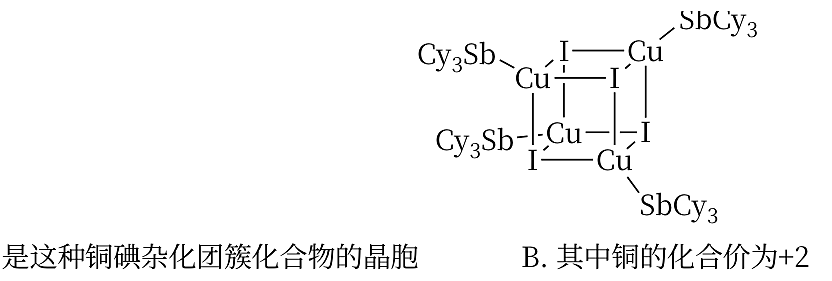 SbCy₃
Cy₃Sb I Cu
Cu I
Cy₃Sb Cu I
I Cu
SbCy₃
是这种铜碘杂化团簇化合物的晶胞 B. 其中铜的化合价为+2